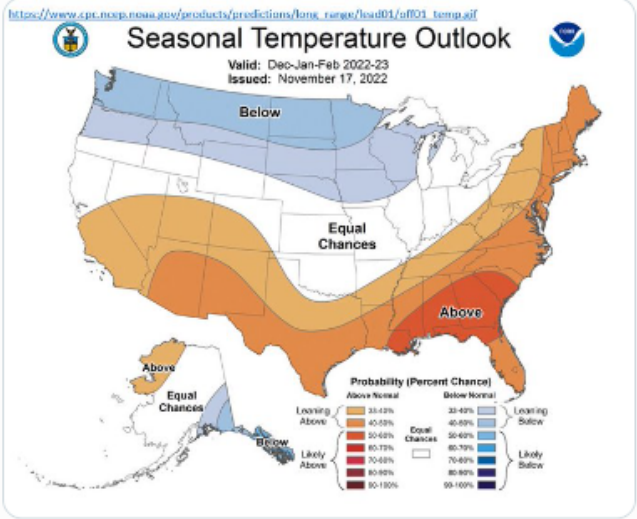 https://www.cpc.ncep.noaa.gov/products/predictions/long_range/lead01/off01_temp.gif
Seasonal Temperature Outlook
Valid: Dec-Jan-Feb 2022-23
Issued: November 17, 2022
Below
Equal
Chances
Above
Above
Equal
Chances
Below
Probability (Percent Chance)
Above Normal
Below Normal
Leaning
Above
33-40%
40-50%
Likely
Above
50-60%
60-70%
70-80%
80-90%
90-100%
Equal
Chances
33-40%
40-50%
Leaning
Below
50-60%
60-70%
70-80%
80-90%
90-100%
Likely
Below